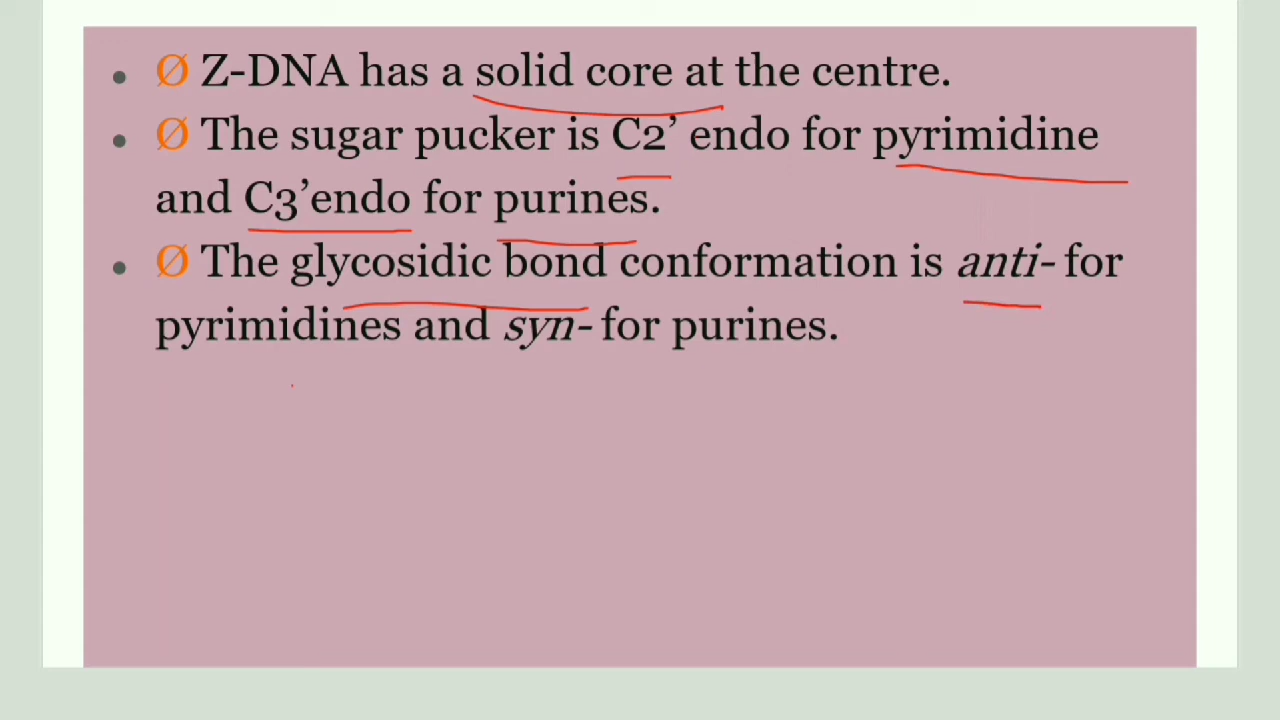 • Ø Z-DNA has a solid core at the centre.
• Ø The sugar pucker is C2’ endo for pyrimidine
and C3’endo for purines.
• Ø The glycosidic bond conformation is anti- for
pyrimidines and syn- for purines.